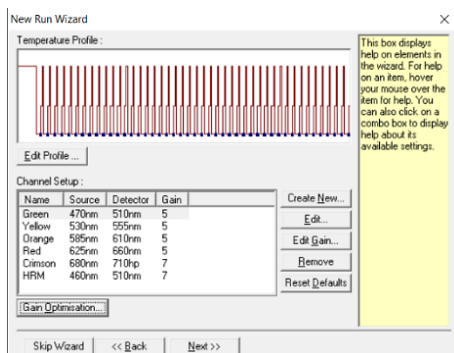 New Run Wizard
Temperature Profile :
Edit Profile ...
Channel Setup :
Name Source Detector Gain
Green 470nm 510nm 5
Yellow 530nm 555nm 5
Orange 585nm 610nm 5
Red 625nm 660nm 5
Crimson 680nm 710hp 7
HRM 460nm 510nm 7
Create New...
Edit...
Edit Gain...
Remove
Reset Defaults
Gain Optimisation...
Skip Wizard
<< Back
Next >>
This box displays
help on elements in
the wizard. For help
on an item, hover
your mouse over the
item for help. You
can also click on a
combo box to display
help about its
available settings.